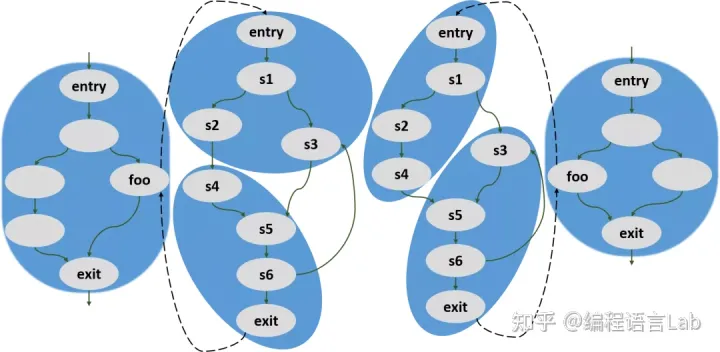 entry
foo
exit
entry
s1
s2
s3
s4
s5
s6
exit
entry
s1
s2
s3
s4
s5
s6
exit
entry
foo
exit
知乎 @编程语言Lab